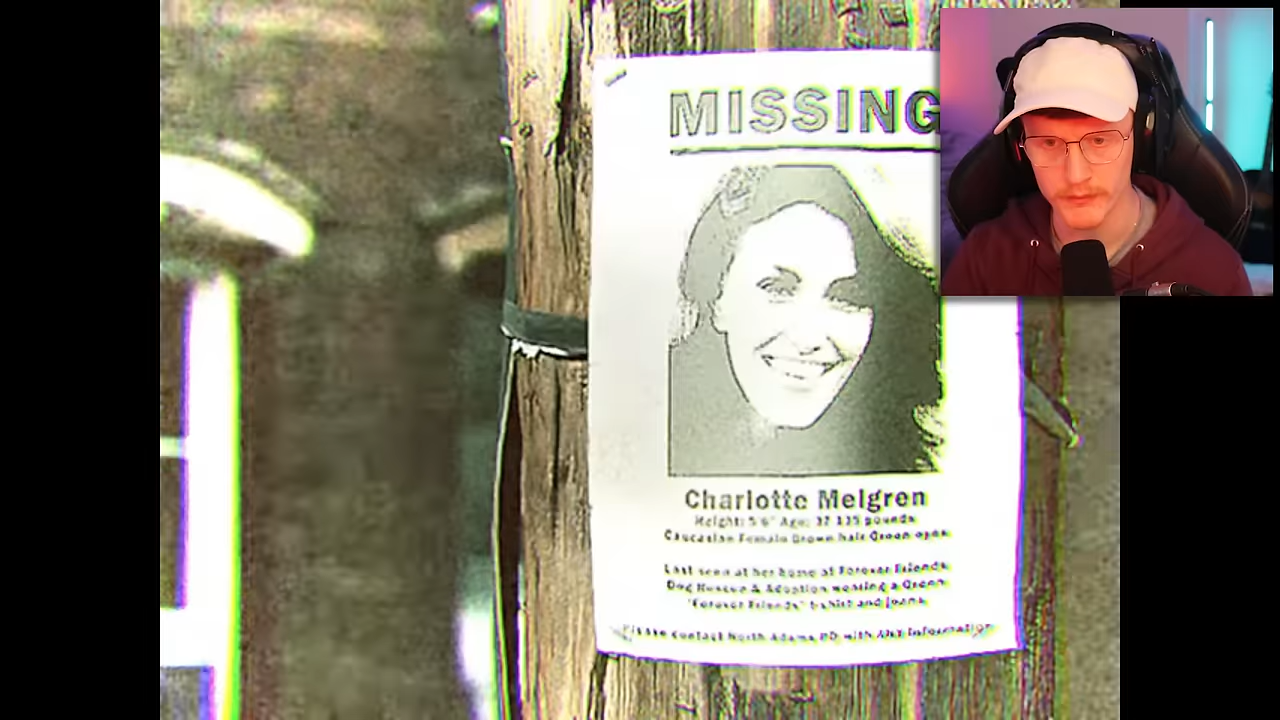 MISSING
Charlotte Melgren
Height: 5'6" Age: 37 135 pounds
Caucasian Female Brown hair Green eyes
Last seen at her home at Forever Friends
Dog Rescue & Adoption wearing a Green
"Forever Friends" t-shirt and jeans.
Please contact North Adams PD with ANY information